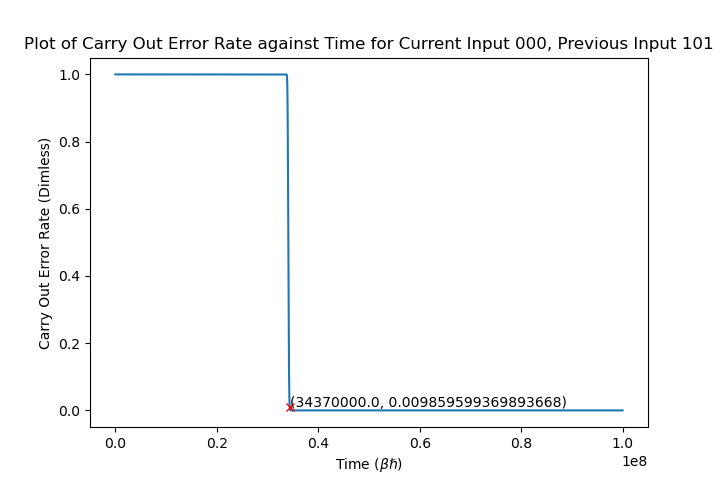 Plot of Carry Out Error Rate against Time for Current Input 000, Previous Input 101
1.0
0.8
0.6
0.4
0.2
0.0
Carry Out Error Rate (Dimless)
(34370000.0, 0.009859599369893668)
0.0 0.2 0.4 0.6 0.8 1.0
1e8
Time (βħ)